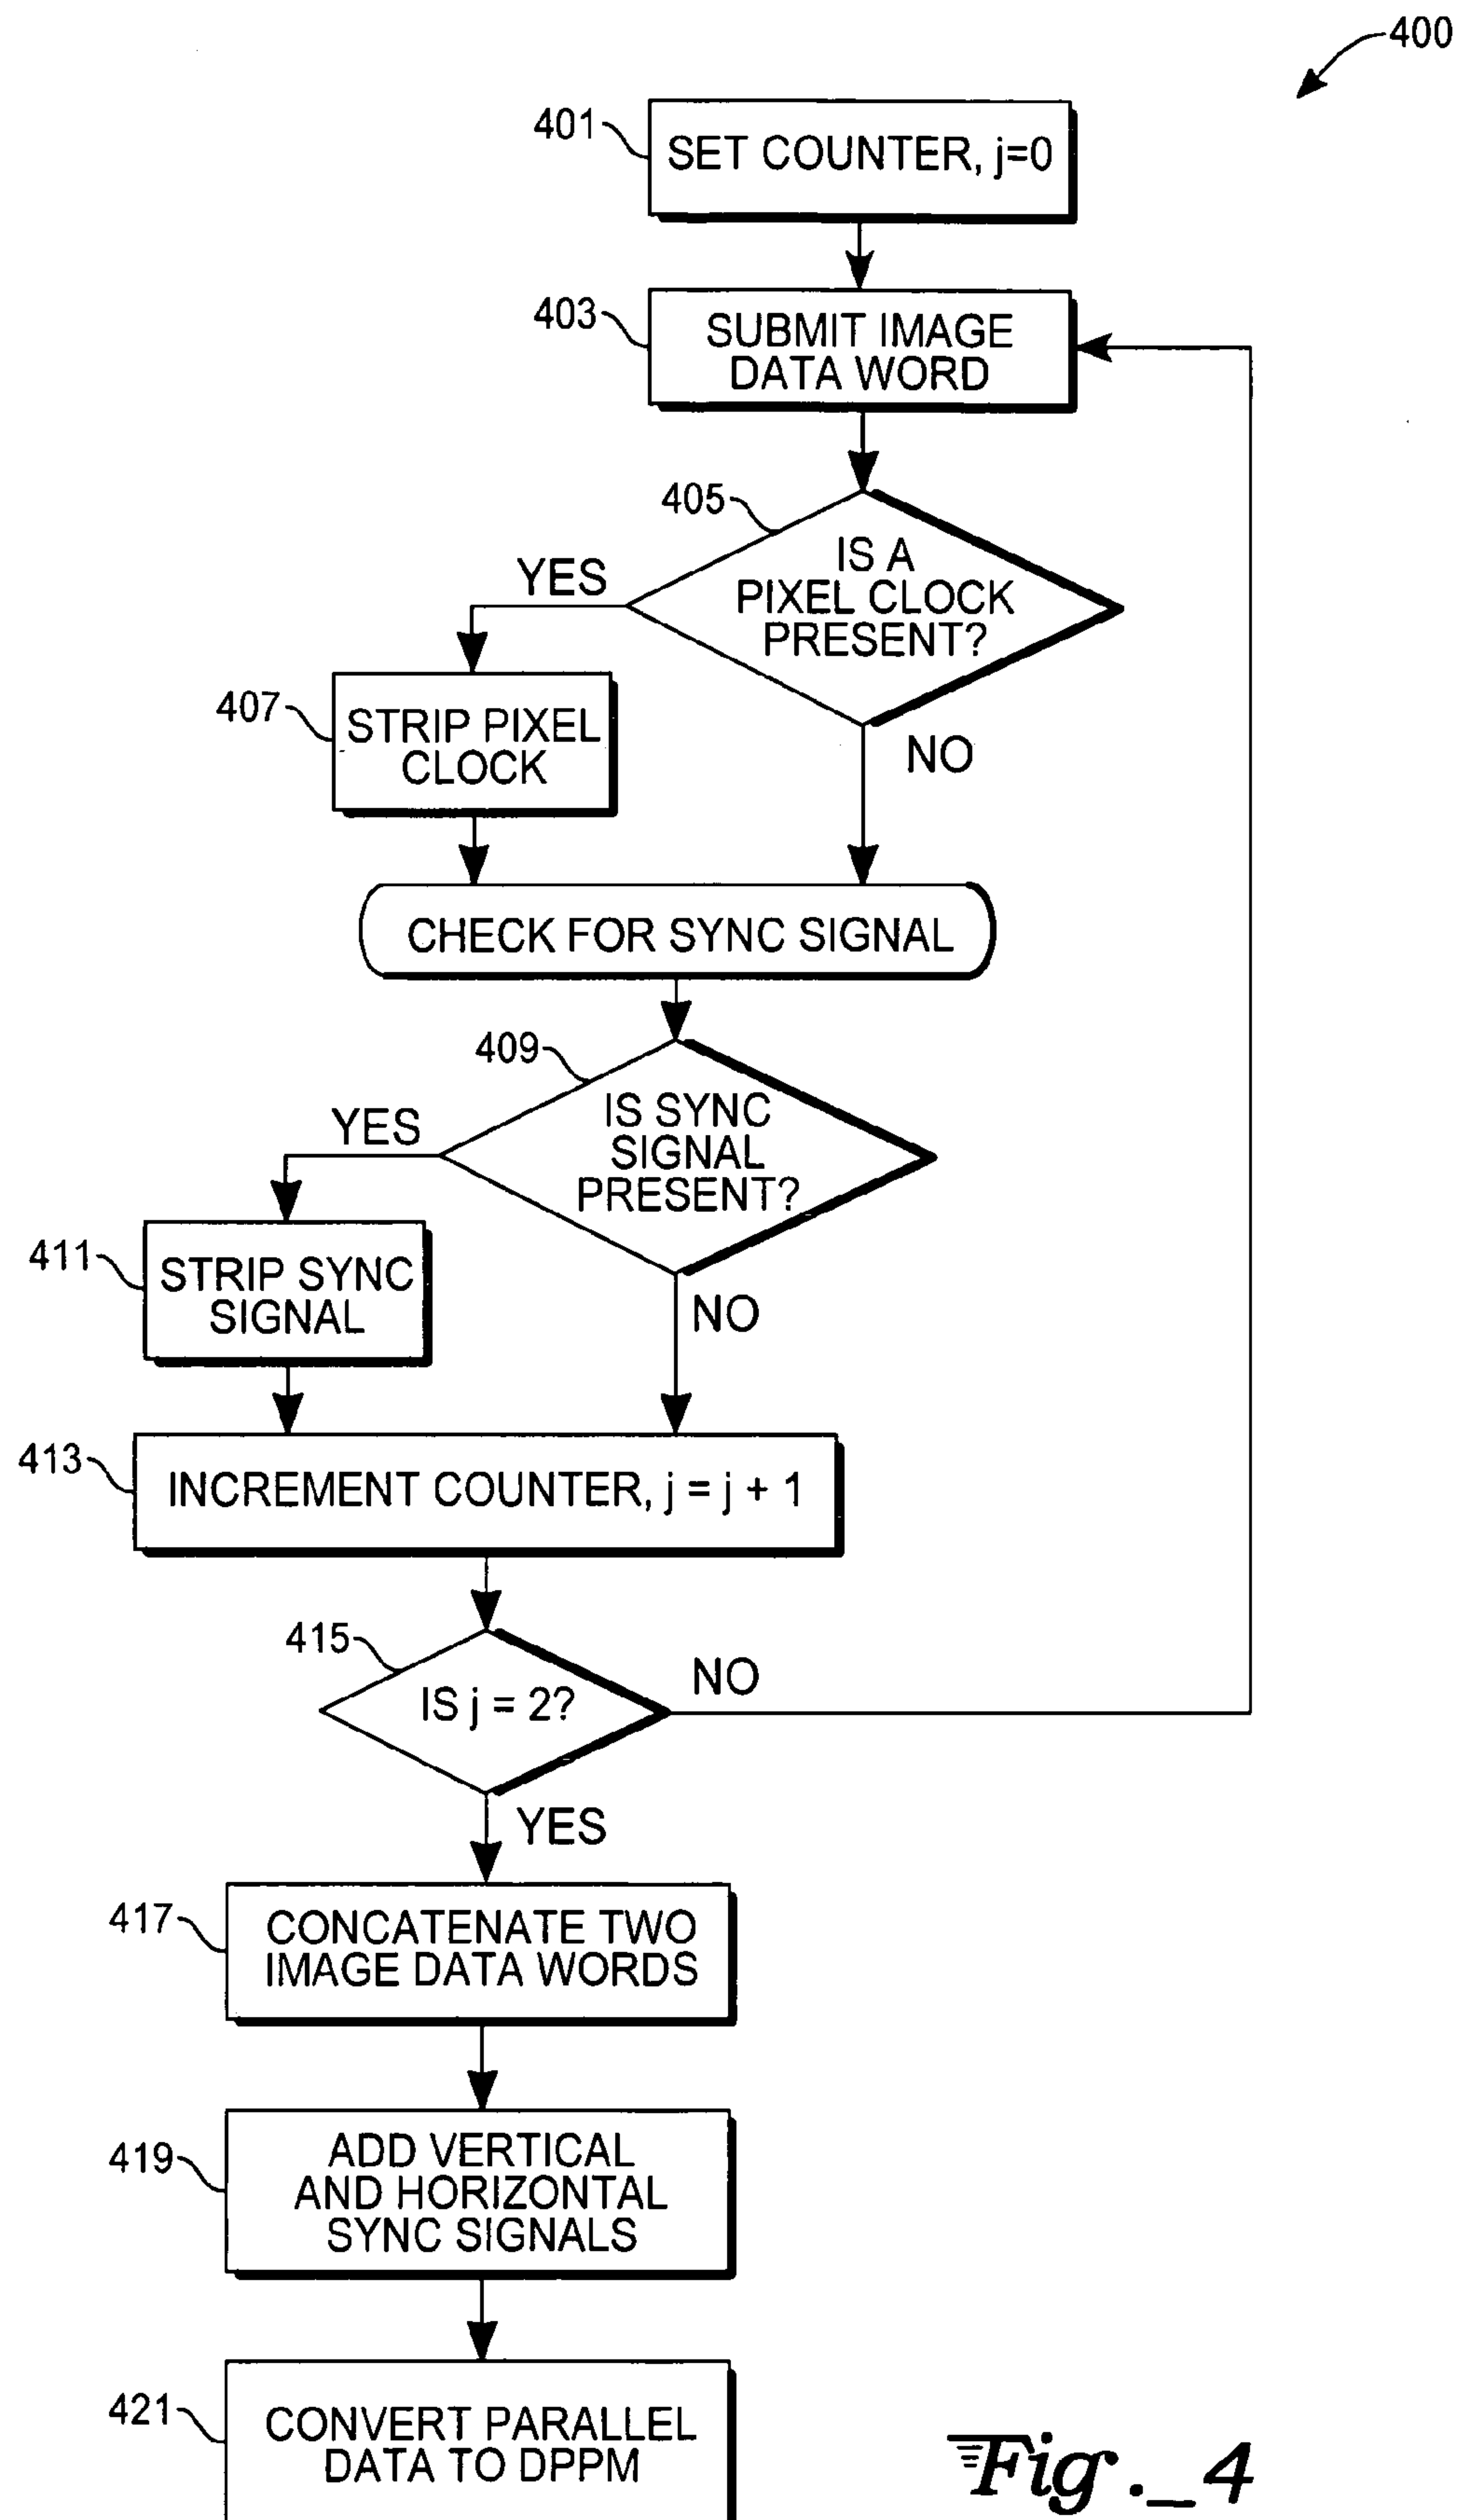 400
401
SET COUNTER, j=0
403
SUBMIT IMAGE
DATA WORD
405
IS A
PIXEL CLOCK
PRESENT?
YES
NO
407
STRIP PIXEL
CLOCK
CHECK FOR SYNC SIGNAL
409
IS SYNC
SIGNAL
PRESENT?
YES
NO
411
STRIP SYNC
SIGNAL
413
INCREMENT COUNTER, j = j + 1
415
IS j = 2?
NO
YES
417
CONCATENATE TWO
IMAGE DATA WORDS
419
ADD VERTICAL
AND HORIZONTAL
SYNC SIGNALS
421
CONVERT PARALLEL
DATA TO DPPM
Fig._4